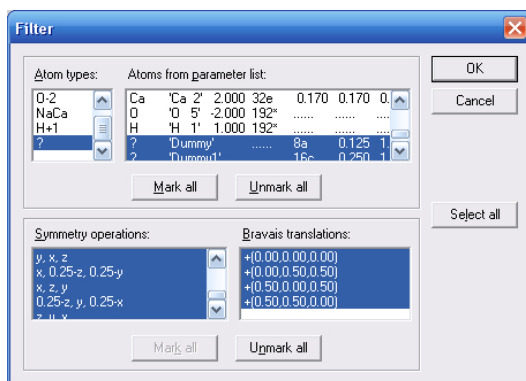 Filter
Atom types:
O-2
NaCa
H+1
?
Atoms from parameter list:
Ca 'Ca 2' 2.000 32e 0.170 0.170 0.
O 'O 5' -2.000 192* ...... ...... ....
H 'H 1' 1.000 192* ...... ...... ....
? 'Dummy' ...... 8a 0.125 1.
? 'Dummy1' 16c 0.250 1
Mark all
Unmark all
OK
Cancel
Select all
Symmetry operations:
y, x, z
x, 0.25-z, 0.25-y
x, z, y
0.25-z, y, 0.25-x
z, y, x
Bravais translations:
+(0.00,0.00,0.00)
+(0.00,0.50,0.50)
+(0.50,0.00,0.50)
+(0.50,0.50,0.00)
Mark all
Unmark all